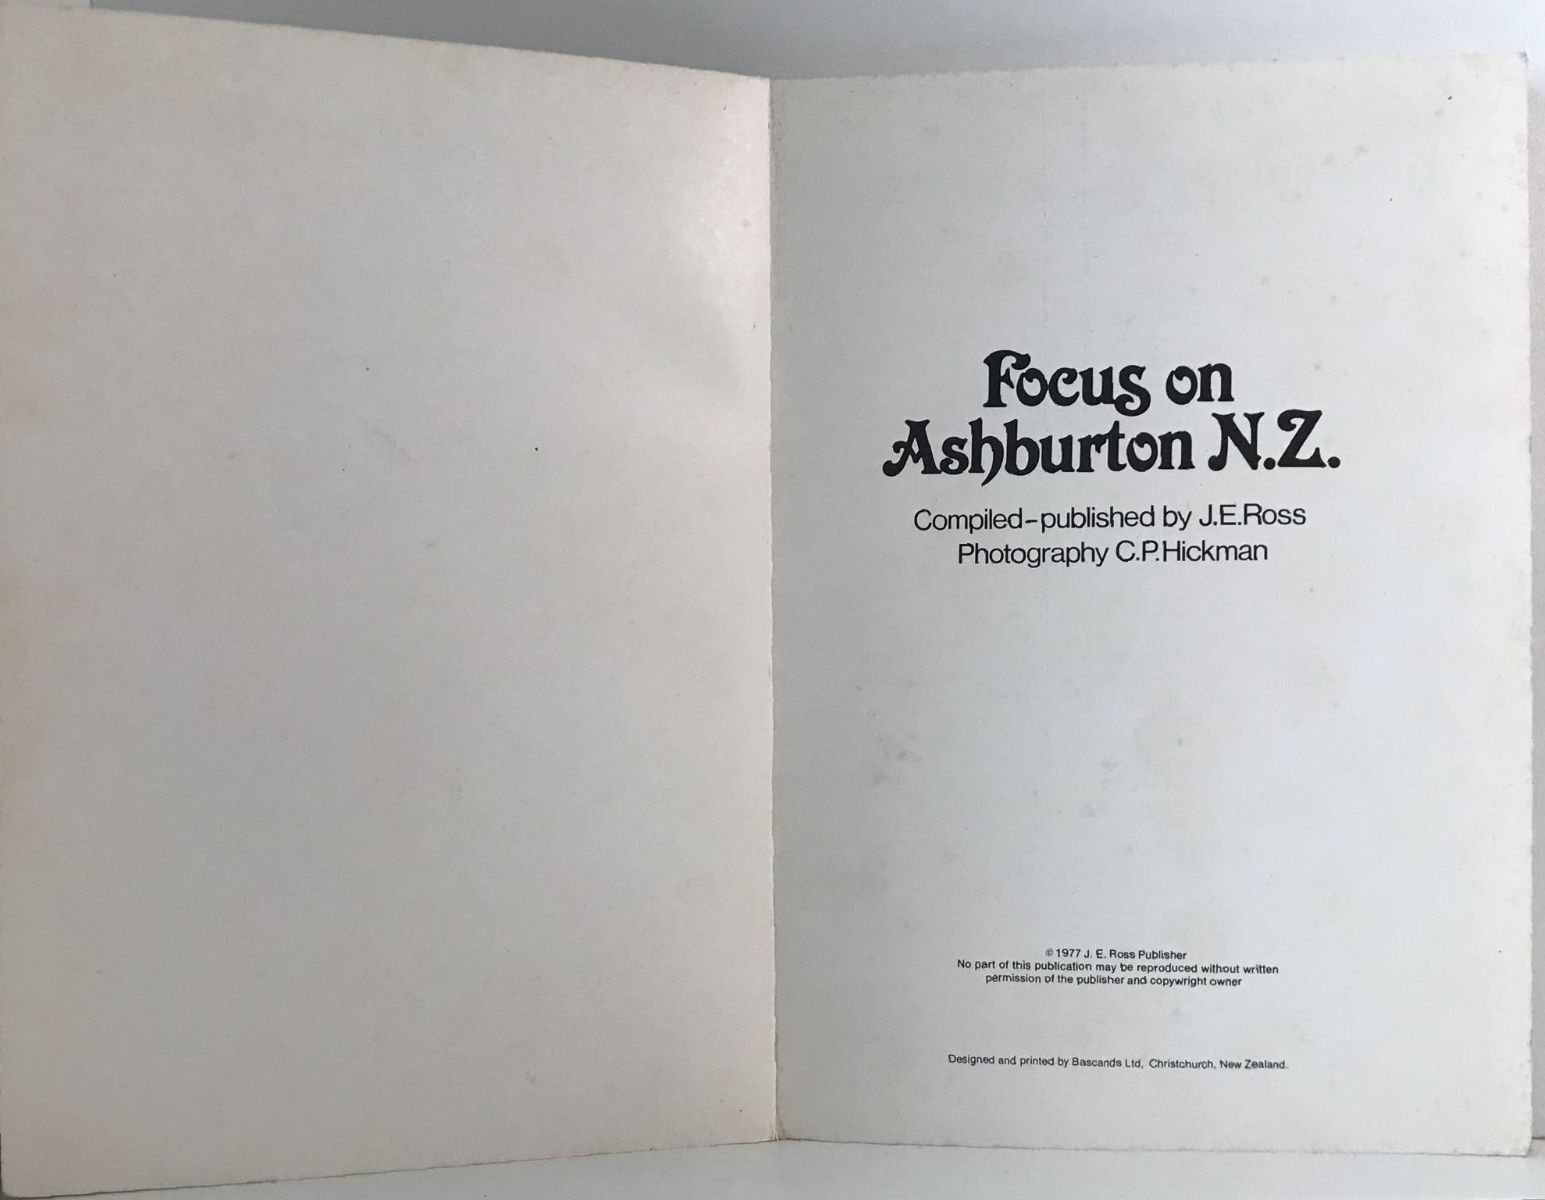 Focus on
Ashburton N.Z.
Compiled–published by J.E.Ross
Photography C.P.Hickman
© 1977 J. E. Ross Publisher
No part of this publication may be reproduced without written
permission of the publisher and copywright owner
Designed and printed by Bascands Ltd, Christchurch, New Zealand.